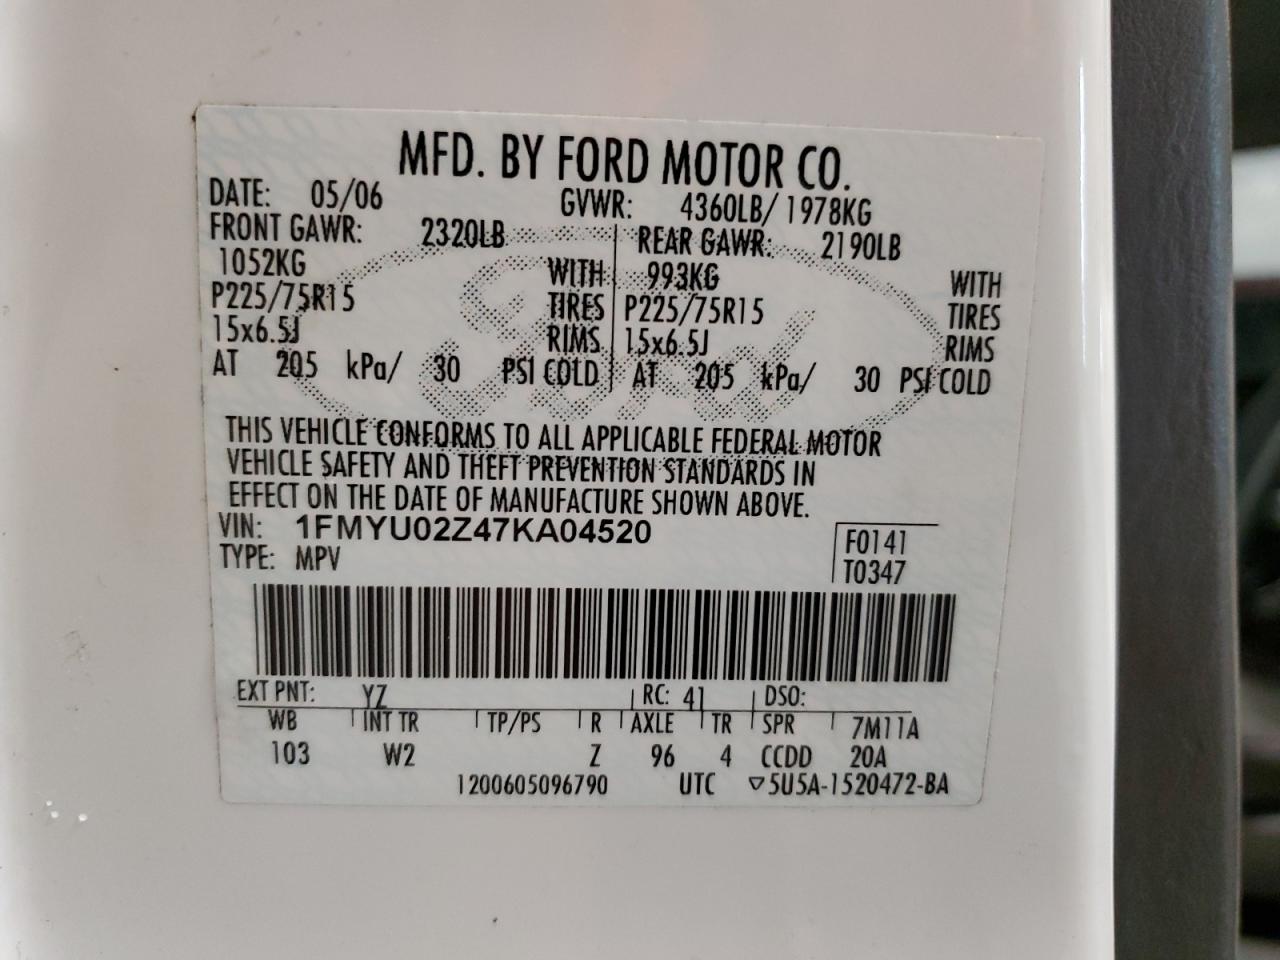 MFD. BY FORD MOTOR CO.
DATE: 05/06 GVWR: 4360LB/ 1978KG
FRONT GAWR: 2320LB REAR GAWR: 2190LB
1052KG WITH 993KG WITH
P225/75R15 TIRES P225/75R15 TIRES
15x6.5J RIMS 15x6.5J RIMS
AT 205 kPa/ 30 PSI COLD AT 205 kPa/ 30 PSI COLD
Ford
THIS VEHICLE CONFORMS TO ALL APPLICABLE FEDERAL MOTOR
VEHICLE SAFETY AND THEFT PREVENTION STANDARDS IN
EFFECT ON THE DATE OF MANUFACTURE SHOWN ABOVE.
VIN: 1FMYU02Z47KA04520 F0141
TYPE: MPV T0347
EXT PNT: YZ RC: 41 DSO:
WB INT TR TP/PS R AXLE TR SPR 7M11A
103 W2 Z 96 4 CCDD 20A
1200605096790 UTC ▽5U5A-1520472-BA